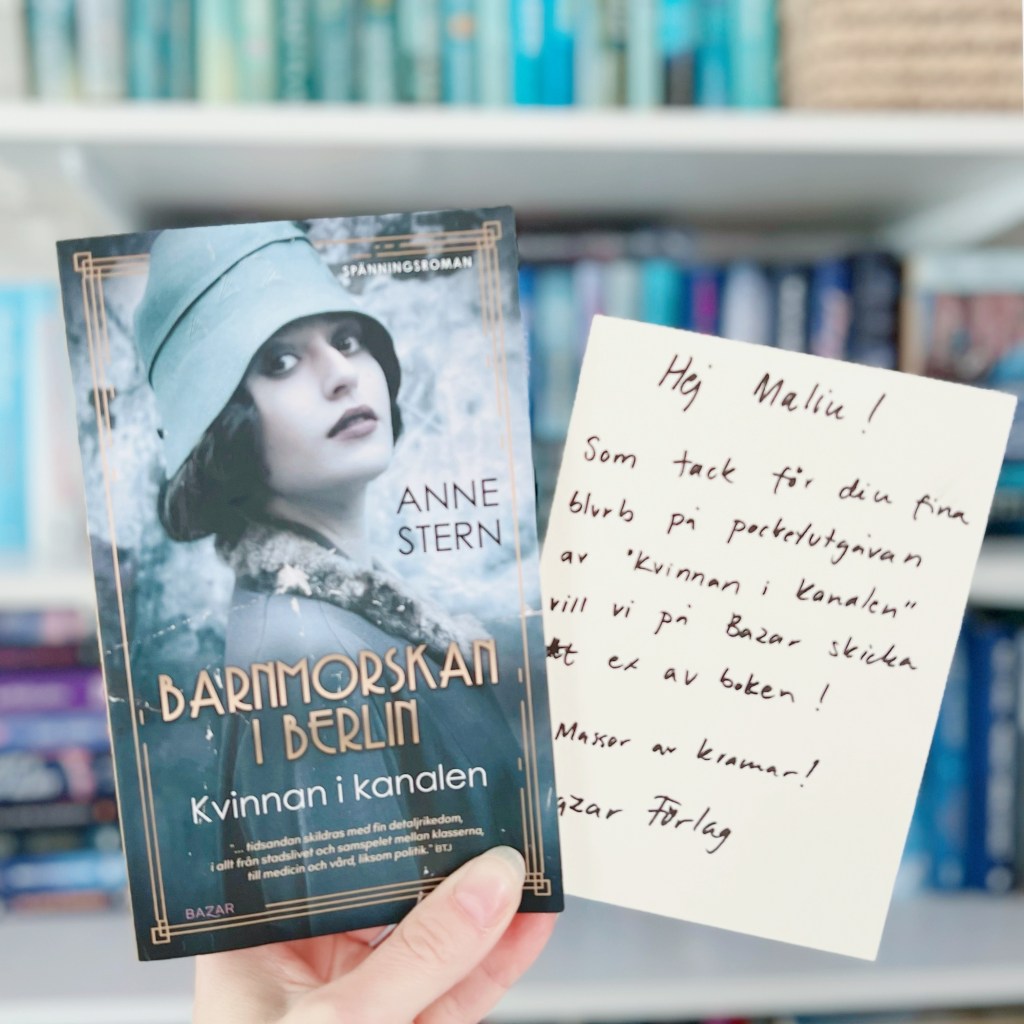 SPÄNNINGSROMAN
ANNE
STERN
BARNMORSKAN
I BERLIN
Kvinnan i kanalen
"... tidsandan skildras med fin detaljrikedom,
i allt från stadslivet och samspelet mellan klasserna,
till medicin och vård, liksom politik." BTJ
BAZAR
Hej Malin!
Som tack för din fina
blurb på pocketutgåvan
av "Kvinnan i kanalen"
vill vi på Bazar skicka
ett ex av boken!
Massor av kramar!
azar Förlag